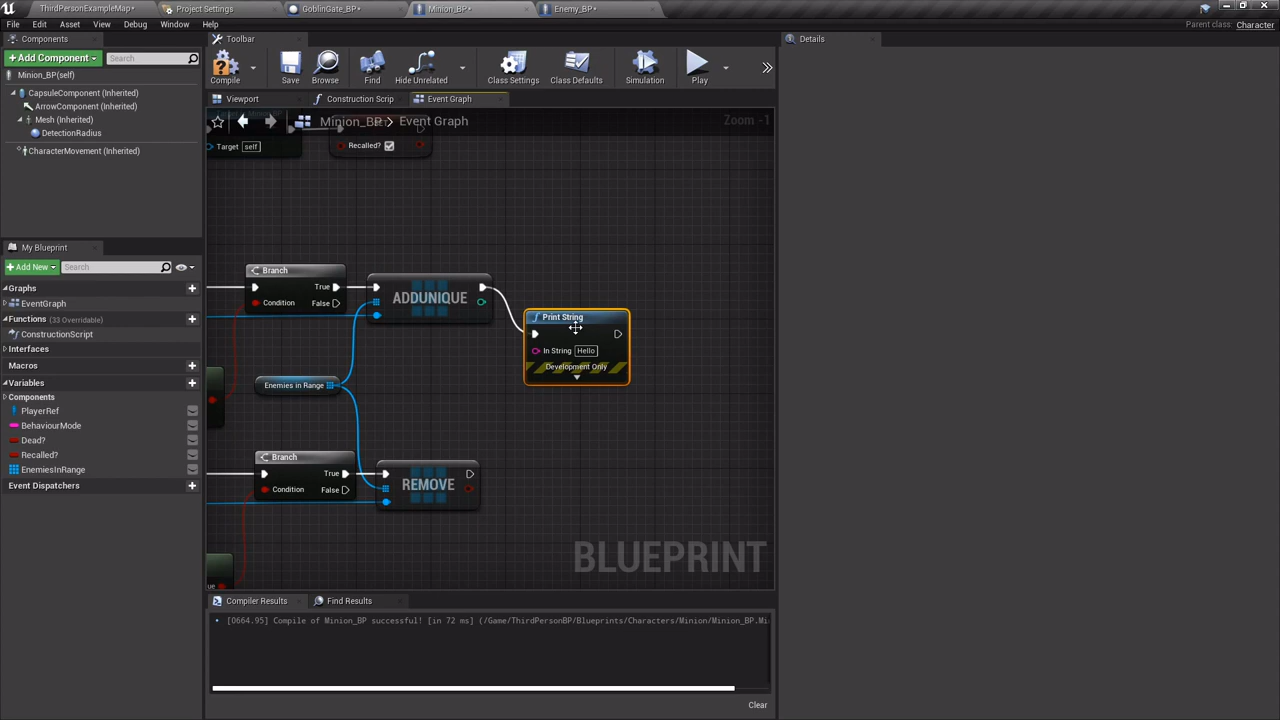 ThirdPersonExampleMap*
Project Settings
GoblinGate_BP*
Minion_BP*
Enemy_BP*
File
Edit
Asset
View
Debug
Window
Help
Parent class: Character
Components
Toolbar
Details
+ Add Component
Search
Minion_BP(self)
CapsuleComponent (Inherited)
ArrowComponent (Inherited)
Mesh (Inherited)
DetectionRadius
CharacterMovement (Inherited)
Compile
Save
Browse
Find
Hide Unrelated
Class Settings
Class Defaults
Simulation
Play
Viewport
Construction Scrip
Event Graph
Minion_BP > Event Graph
Zoom -1
Target self
Recalled?
My Blueprint
+ Add New
Search
Graphs
EventGraph
Functions (33 Overridable)
ConstructionScript
Interfaces
Macros
Variables
Components
PlayerRef
BehaviourMode
Dead?
Recalled?
EnemiesInRange
Event Dispatchers
Branch
True
Condition
False
ADDUNIQUE
Print String
In String Hello
Development Only
Enemies in Range
Branch
True
Condition
False
REMOVE
BLUEPRINT
Compiler Results
Find Results
[0664.95] Compile of Minion_BP successful! [in 72 ms] (/Game/ThirdPersonBP/Blueprints/Characters/Minion/Minion_BP.Mi
Clear